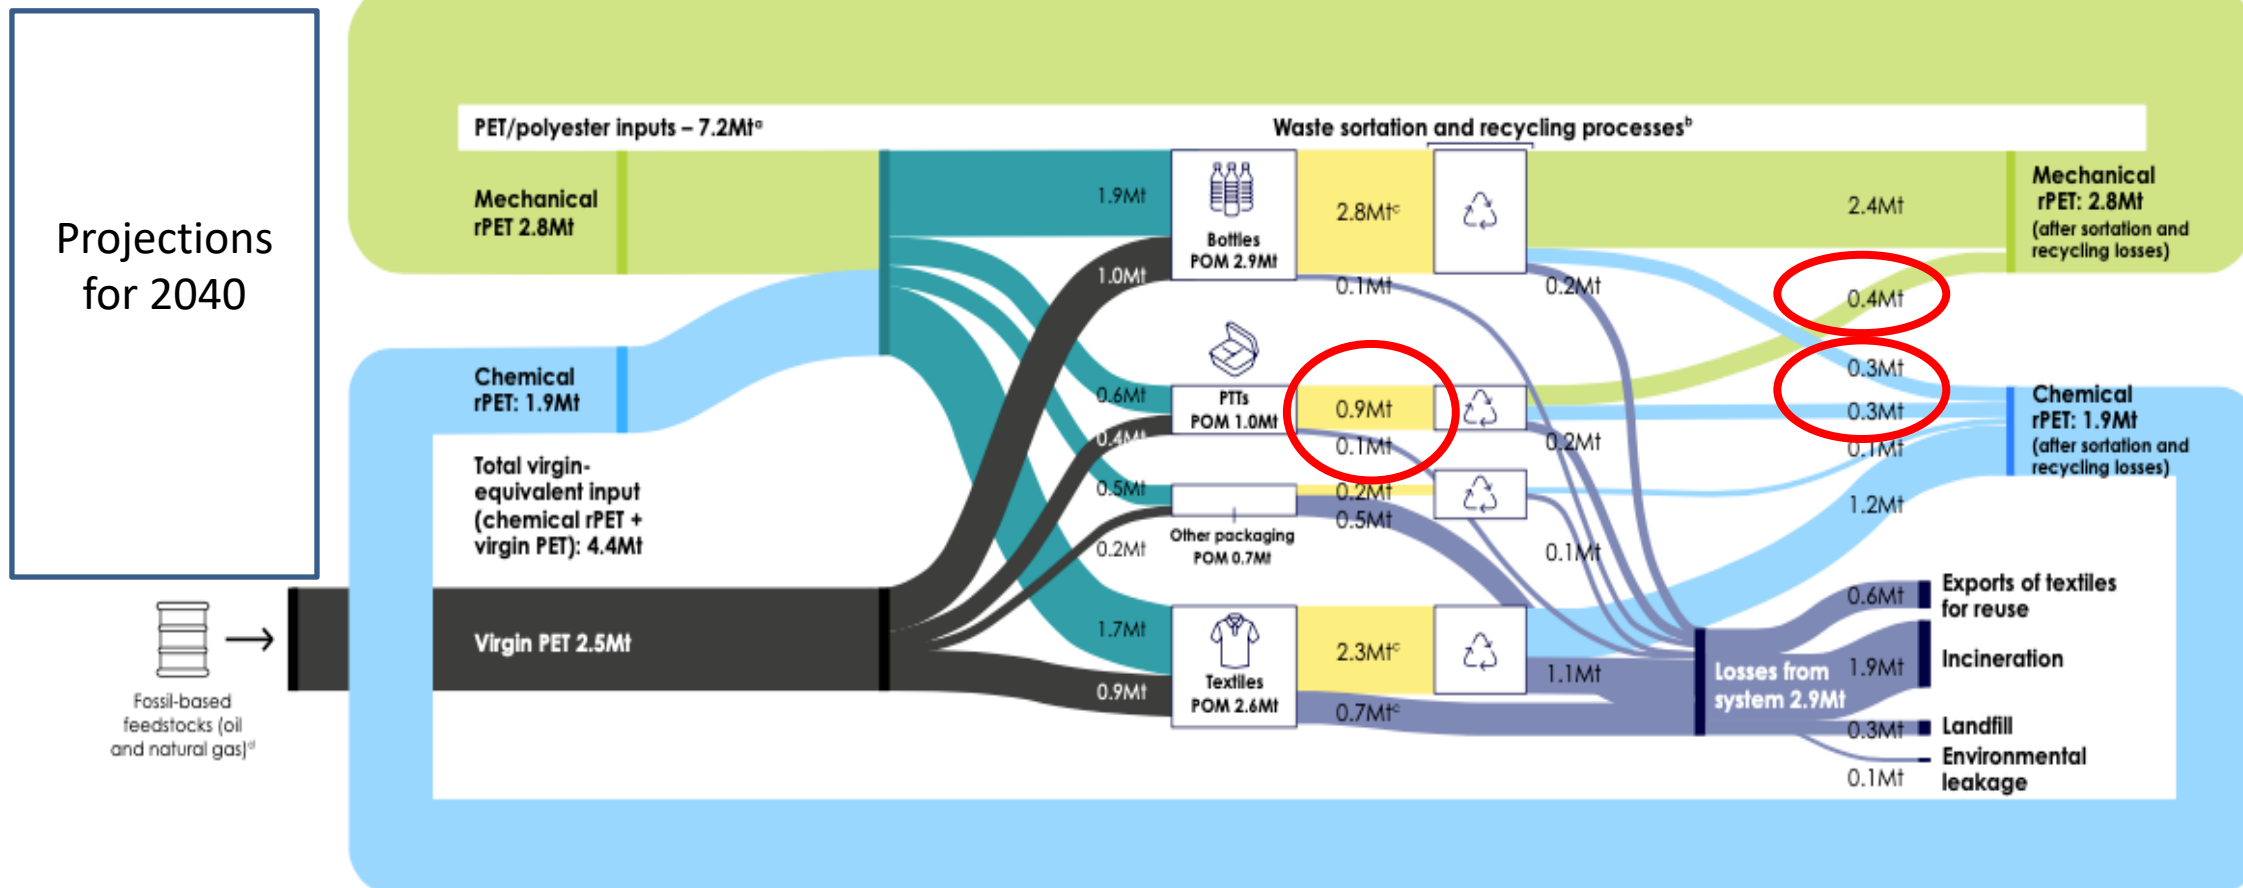 Projections
for 2040
PET/polyester inputs – 7.2Mtᵃ
Waste sortation and recycling processesᵇ
Mechanical
rPET 2.8Mt
Chemical
rPET: 1.9Mt
Total virgin-
equivalent input
(chemical rPET +
virgin PET): 4.4Mt
Virgin PET 2.5Mt
Fossil-based
feedstocks (oil
and natural gas)ᵈ
1.9Mt
1.0Mt
0.6Mt
0.4Mt
0.5Mt
0.2Mt
1.7Mt
0.9Mt
Bottles
POM 2.9Mt
PTTs
POM 1.0Mt
Other packaging
POM 0.7Mt
Textiles
POM 2.6Mt
2.8Mtᶜ
0.1Mt
0.9Mt
0.1Mt
0.2Mt
0.5Mt
2.3Mtᶜ
0.7Mtᶜ
0.2Mt
0.2Mt
0.1Mt
1.1Mt
2.4Mt
0.4Mt
0.3Mt
0.3Mt
0.1Mt
1.2Mt
Mechanical
rPET: 2.8Mt
(after sortation and
recycling losses)
Chemical
rPET: 1.9Mt
(after sortation and
recycling losses)
Losses from
system 2.9Mt
0.6Mt
Exports of textiles
for reuse
1.9Mt
Incineration
0.3Mt
Landfill
0.1Mt
Environmental
leakage